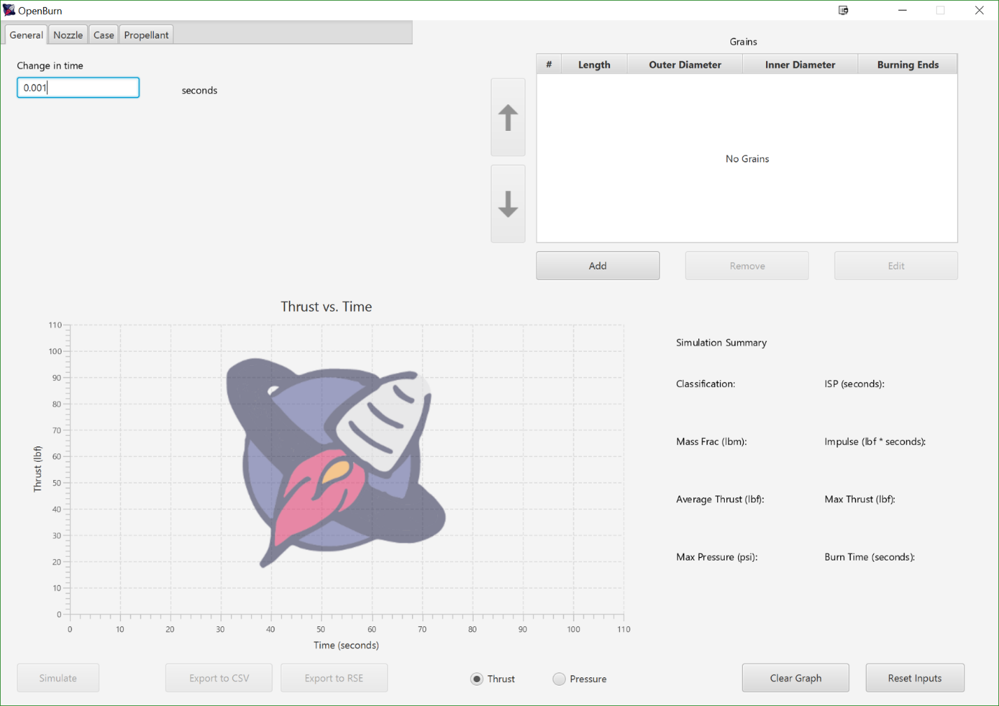 OpenBurn
General Nozzle Case Propellant
Change in time
0.001 seconds
Grains
# Length Outer Diameter Inner Diameter Burning Ends
No Grains
Add Remove Edit
Thrust vs. Time
110
100
90
80
70
60
50
40
30
20
10
0
Thrust (lbf)
0 10 20 30 40 50 60 70 80 90 100 110
Time (seconds)
Simulation Summary
Classification: ISP (seconds):
Mass Frac (lbm): Impulse (lbf * seconds):
Average Thrust (lbf): Max Thrust (lbf):
Max Pressure (psi): Burn Time (seconds):
Simulate Export to CSV Export to RSE Thrust Pressure Clear Graph Reset Inputs